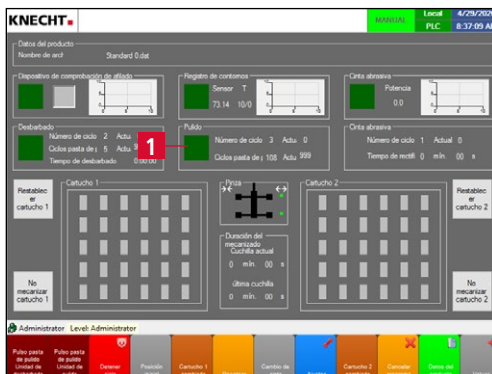 KNECHT
MANUAL
Local
PLC
4/29/202
8:37:09 A
Datos del producto
Nombre de arch
Standard 0.dat
Dispositivo de comprobación de afilado
Registro de contornos
Sensor T
73.14 10/0
Cinta abrasiva
Potencia
0.0
Desbarbado
Número de ciclo 2 Actu
Ciclos pasta de 5 Actu
Tiempo de desbarbado 0:00:00
1
Pulido
Número de ciclo 3 Actu 0
Ciclos pasta de 108 Actu 999
Cinta abrasiva
Número de ciclo 1 Actual 0
Tiempo de rectifi 0 mín. 00 s
Restablec
er
cartucho 1
Cartucho 1
Pinza
Cartucho 2
Restablec
er
cartucho 2
Duración del
mecanizado
Cuchilla actual
0 mín. 00 s
última cuchilla
0 mín. 00 s
No
mecanizar
cartucho 1
No
mecanizar
cartucho 2
Administrator Level: Administrator
Pulso pasta
de pulido
Unidad de
Pulso pasta
de pulido
Unidad de
Detener
Posición
Cartucho 1
Cambio de
Cartucho 2
Cancelar
Datos del